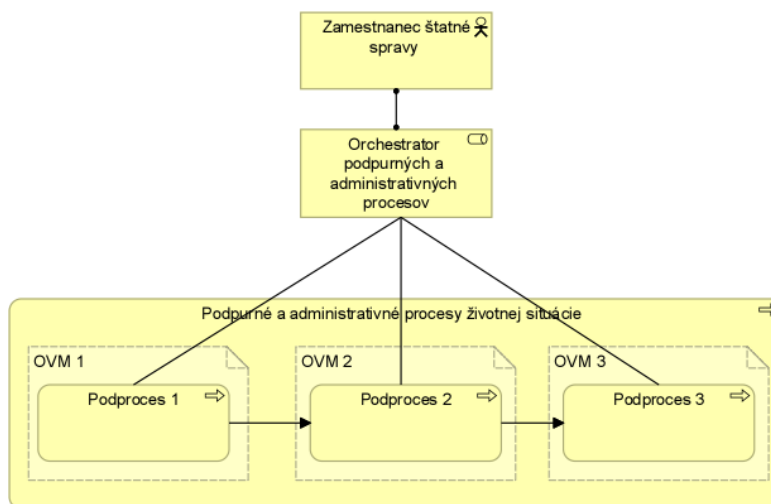 Zamestnanec štatné
spravy
Orchestrator
podpurných a
administratívných
procesov
Podpurné a administratívné procesy životnej situácie
OVM 1
OVM 2
OVM 3
Podproces 1
Podproces 2
Podproces 3